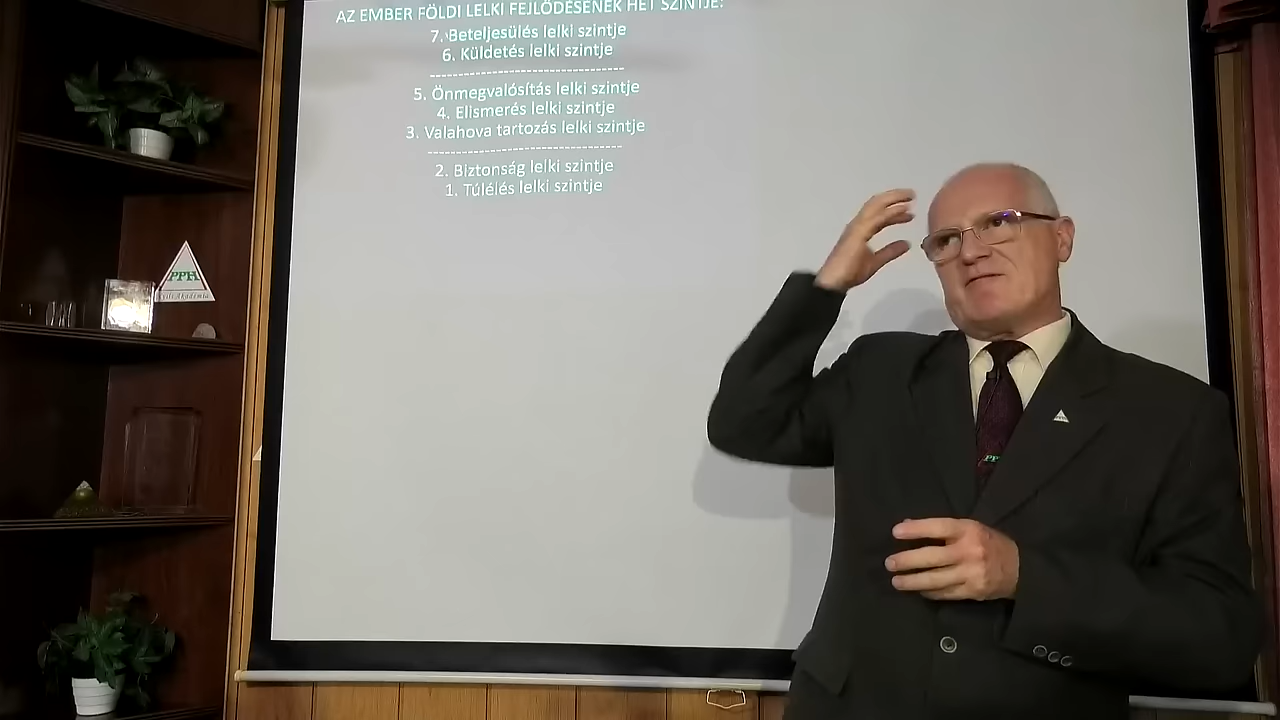 AZ EMBER FÖLDI LELKI FEJLŐDÉSÉNEK HÉT SZINTJE:
7. Beteljesülés lelki szintje
6. Küldetés lelki szintje
----------------------------------
5. Önmegvalósítás lelki szintje
4. Elismerés lelki szintje
3. Valahova tartozás lelki szintje
----------------------------------
2. Biztonság lelki szintje
1. Túlélés lelki szintje